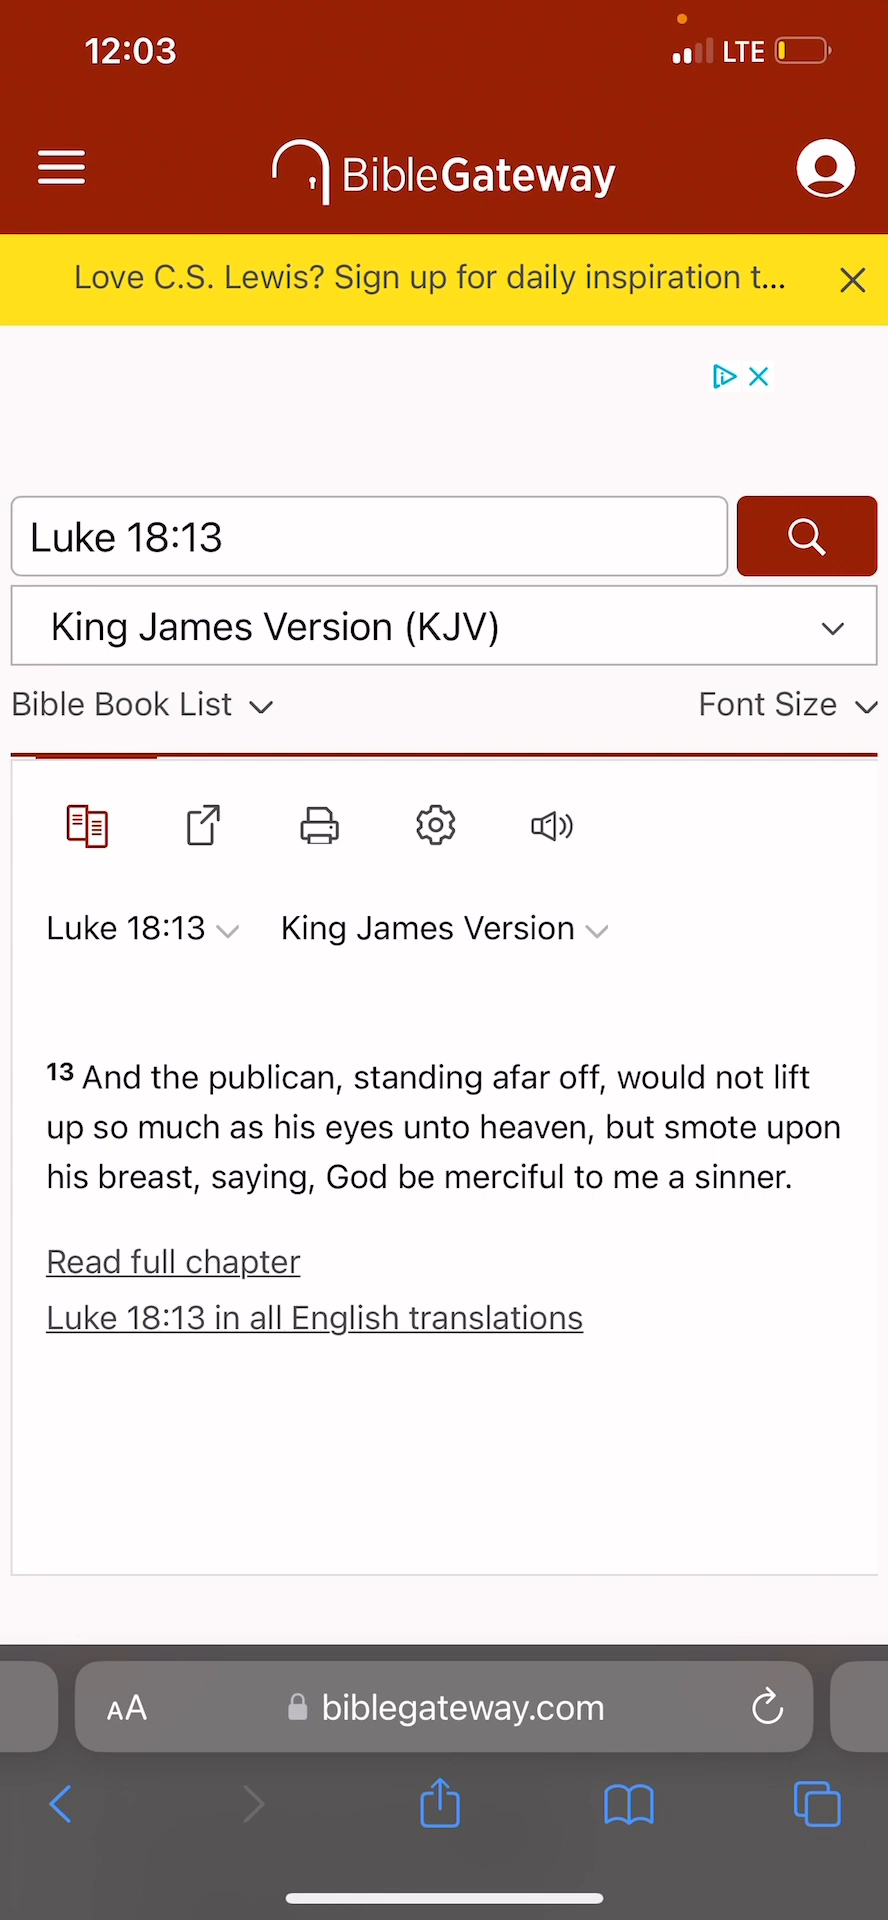 12:03
LTE
BibleGateway
Love C.S. Lewis? Sign up for daily inspiration t...
Luke 18:13
King James Version (KJV)
Bible Book List
Font Size
Luke 18:13
King James Version
13 And the publican, standing afar off, would not lift
up so much as his eyes unto heaven, but smote upon
his breast, saying, God be merciful to me a sinner.
Read full chapter
Luke 18:13 in all English translations
AA
biblegateway.com